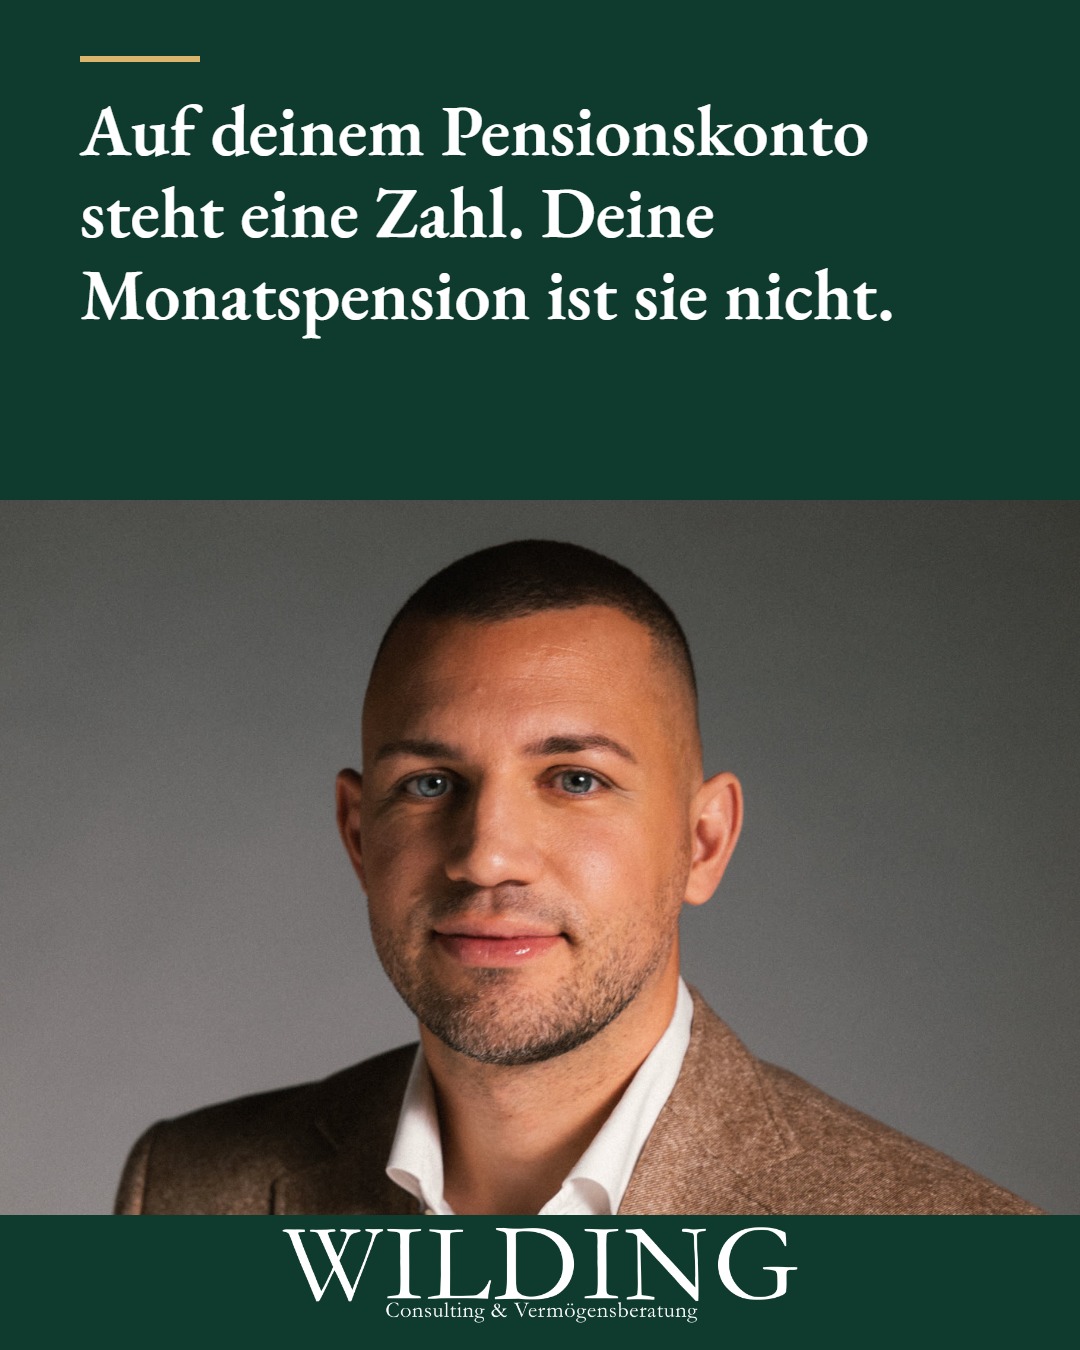 Auf deinem Pensionskonto
steht eine Zahl. Deine
Monatspension ist sie nicht.
WILDING
Consulting & Vermögensberatung